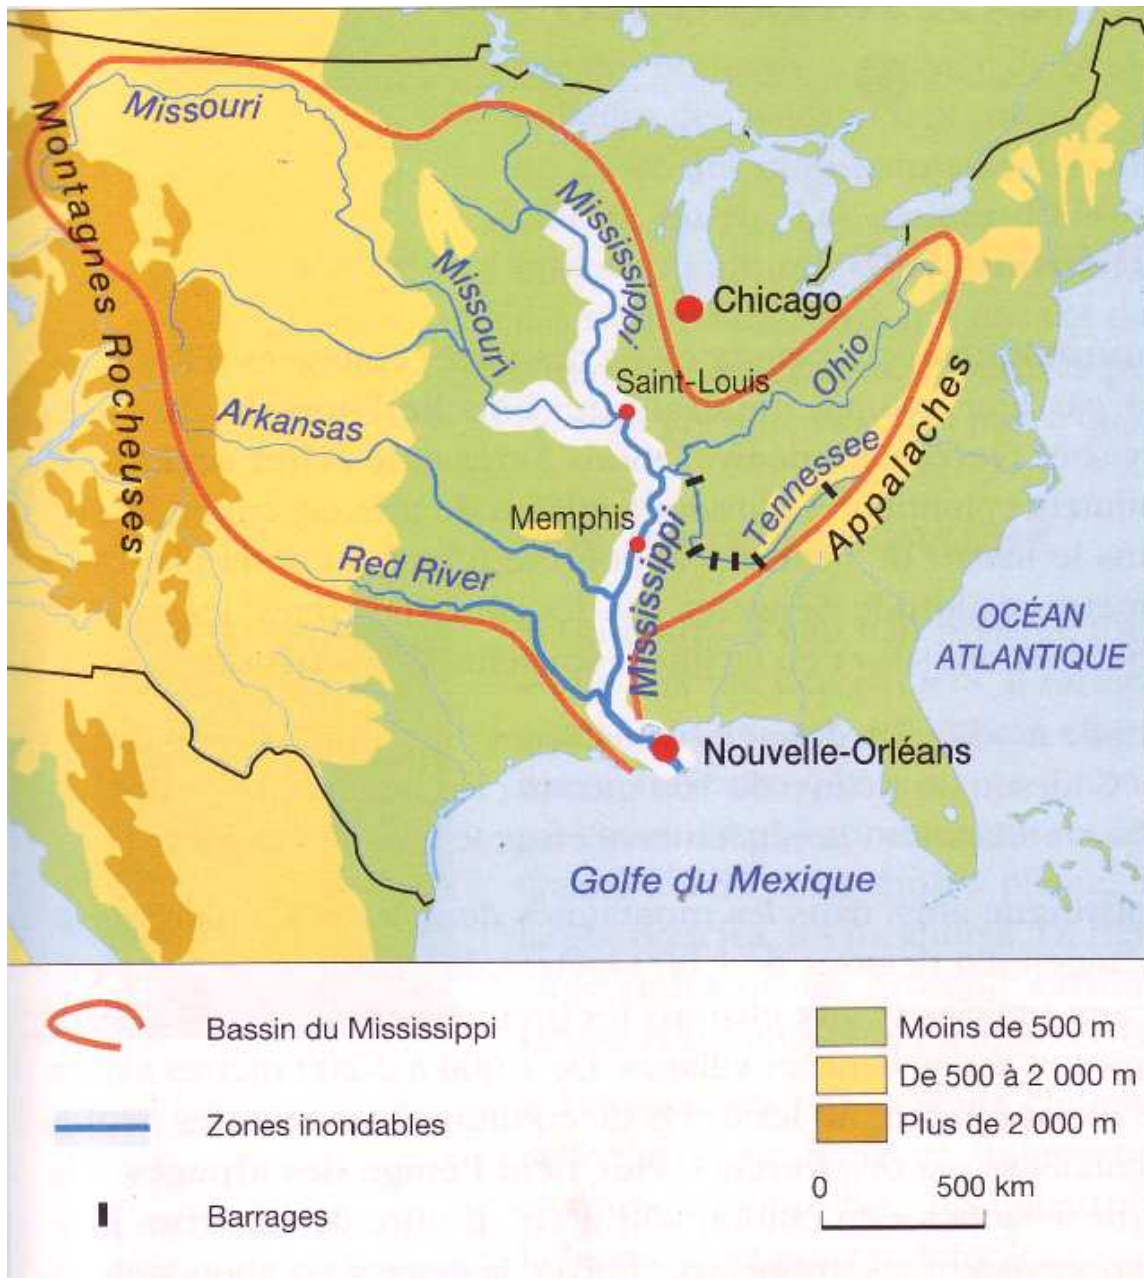 Missouri
Montagnes Rocheuses
Mississippi
Missouri
Chicago
Saint-Louis
Ohio
Arkansas
Tennessee
Appalaches
Memphis
Mississippi
Red River
OCÉAN
ATLANTIQUE
Nouvelle-Orléans
Golfe du Mexique
Bassin du Mississippi
Zones inondables
Barrages
Moins de 500 m
De 500 à 2 000 m
Plus de 2 000 m
0 500 km